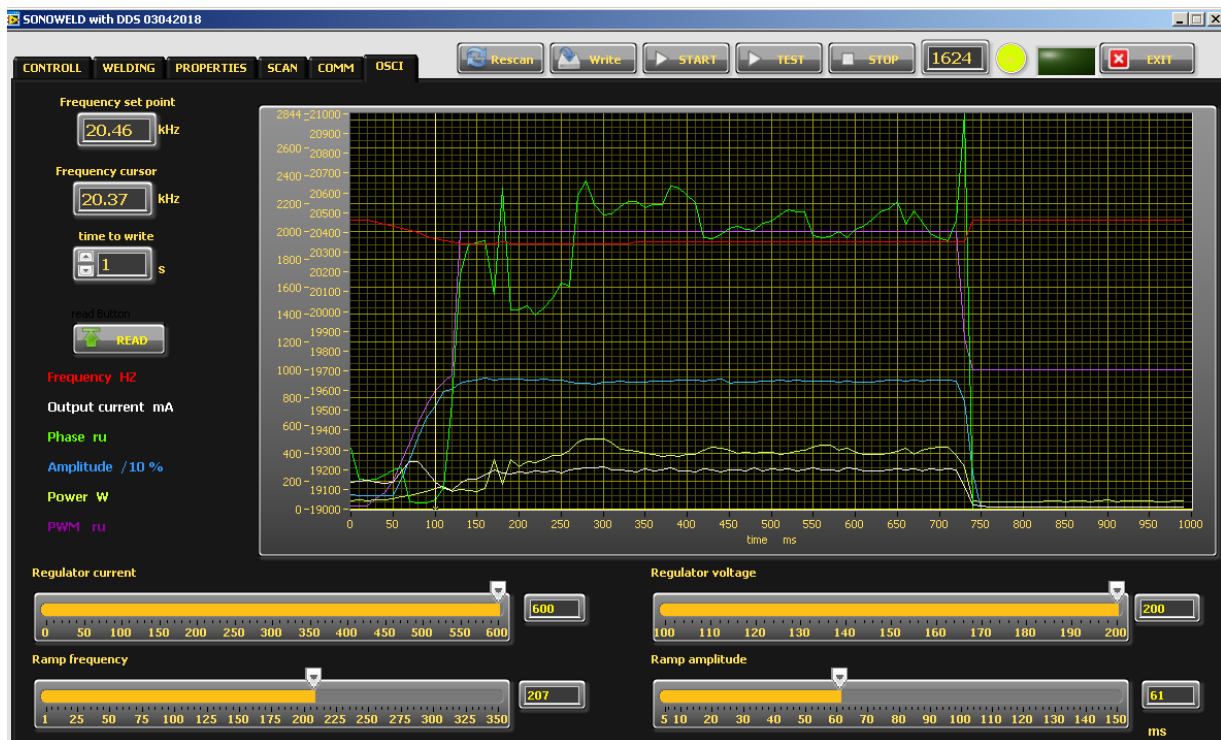 SONOWELD with DDS 03042018
CONTROLL WELDING PROPERTIES SCAN COMM OSCI
Rescan Write START TEST STOP 1624 EXIT
Frequency set point
20.46 kHz
Frequency cursor
20.37 kHz
time to write
1 s
read Button
READ
Frequency HZ
Output current mA
Phase ru
Amplitude /10 %
Power W
PWM ru
2844 21000
20900
2600 20800
2400 20700
20600
2200 20500
2000 20400
20300
1800 20200
1600 20100
1400 20000
19900
1200 19800
1000 19700
19600
800 19500
600 19400
400 19300
200 19200
19100
0 19000
0 50 100 150 200 250 300 350 400 450 500 550 600 650 700 750 800 850 900 950 1000
time ms
Regulator current
600
0 50 100 150 200 250 300 350 400 450 500 550 600
Regulator voltage
200
100 110 120 130 140 150 160 170 180 190 200
Ramp frequency
207
1 25 50 75 100 125 150 175 200 225 250 275 300 325 350
Ramp amplitude
61
5 10 20 30 40 50 60 70 80 90 100 110 120 130 140 150
ms